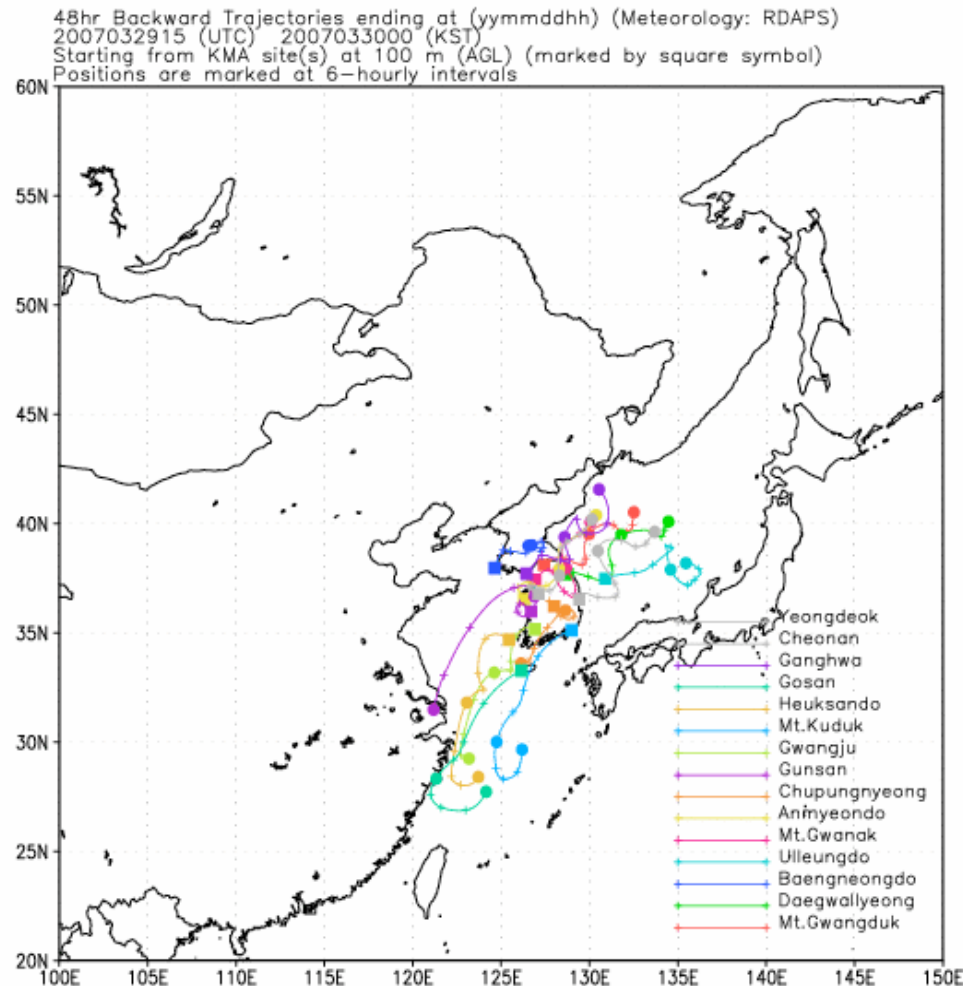 48hr Backward Trajectories ending at (yymmddhh) (Meteorology: RDAPS)
2007032915 (UTC) 2007033000 (KST)
Starting from KMA site(s) at 100 m (AGL) (marked by square symbol)
Positions are marked at 6-hourly intervals
60N
55N
50N
45N
40N
35N
30N
25N
20N
Yeongdeok
Cheonan
Ganghwa
Gosan
Heuksando
Mt.Kuduk
Gwangju
Gunsan
Chupungnyeong
Anmyeondo
Mt.Gwanak
Ulleungdo
Baengneongdo
Daegwallyeong
Mt.Gwangduk
100E 105E 110E 115E 120E 125E 130E 135E 140E 145E 150E